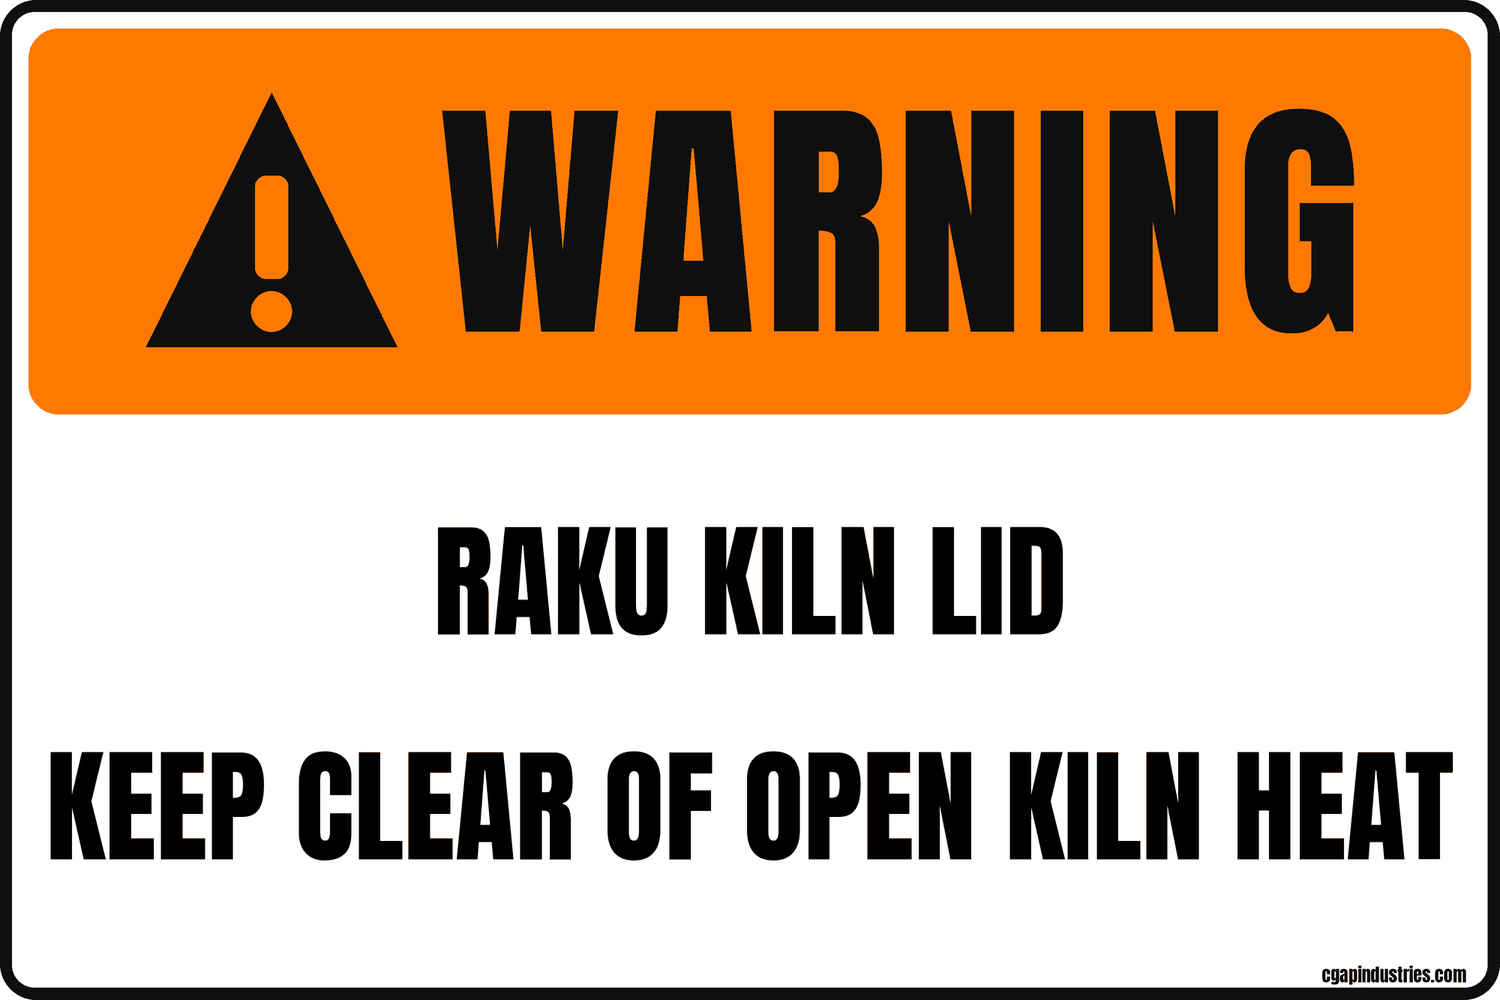 WARNING
RAKU KILN LID
KEEP CLEAR OF OPEN KILN HEAT
cgapindustries.com